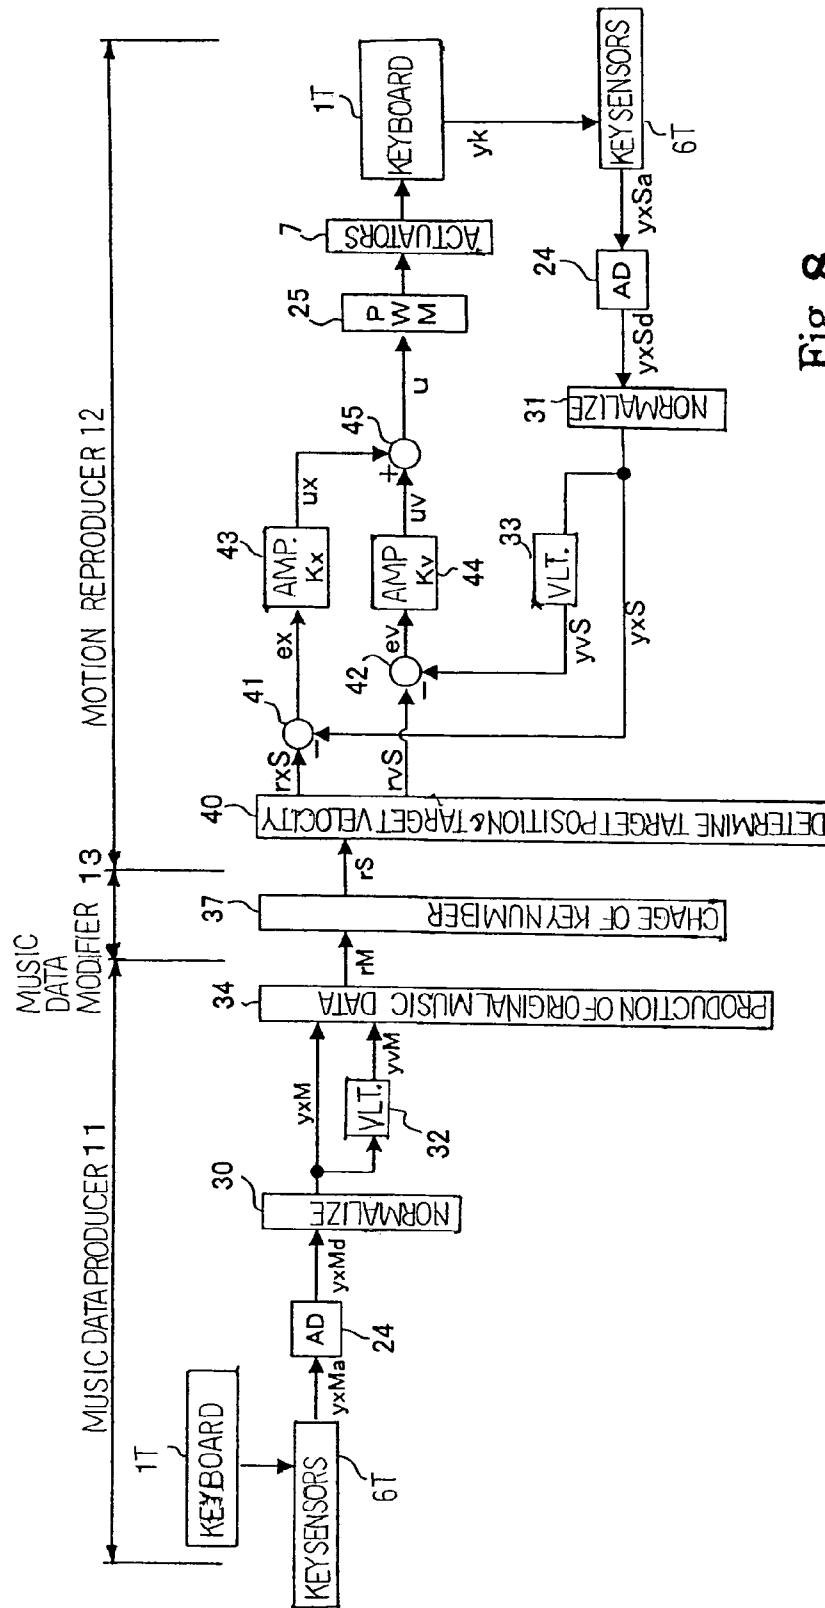 MUSIC DATA PRODUCER 11
MUSIC
DATA
MODIFIER 13
MOTION REPRODUCER 12
1T
KEYBOARD
KEYSENSORS
6T
yxMa
AD
24
yxMd
NORMALIZE
30
yxM
VLT.
32
yvM
PRODUCTION OF ORIGINAL MUSIC DATA
34
rM
CHAGE OF KEY NUMBER
37
rS
DETERMINE TARGET POSITION & TARGET VELOCITY
40
rxS
41
−
ex
AMP.
Kx
43
ux
rvS
42
−
ev
AMP
Kv
44
uv
+
45
u
P
W
M
25
ACTUATORS
7
KEYBOARD
1T
yk
KEYSENSORS
6T
yxSa
AD
24
yxSd
NORMALIZE
31
VLT.
33
yvS
yxS
Fig. 8